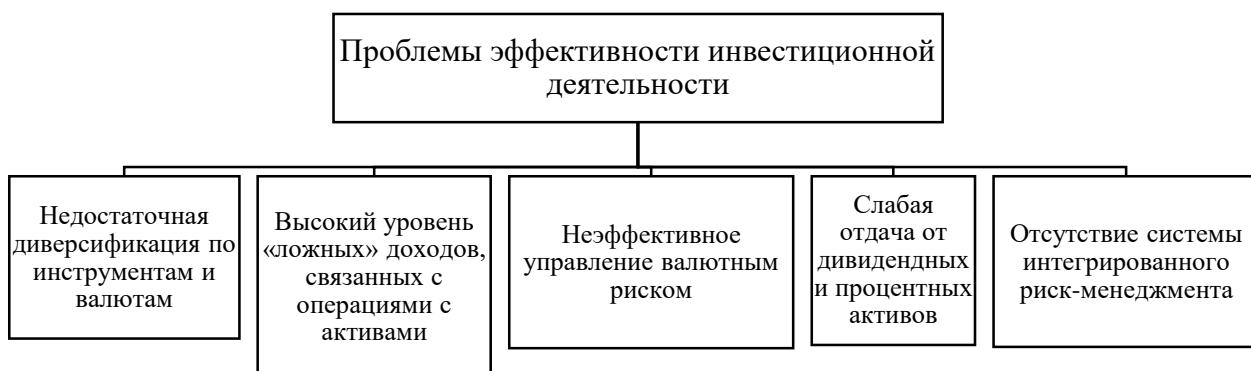 Проблемы эффективности инвестиционной
деятельности
Недостаточная
диверсификация по
инструментам и
валютам
Высокий уровень
«ложных» доходов,
связанных с
операциями с
активами
Неэффективное
управление валютным
риском
Слабая
отдача от
дивидендных
и процентных
активов
Отсутствие системы
интегрированного
риск-менеджмента